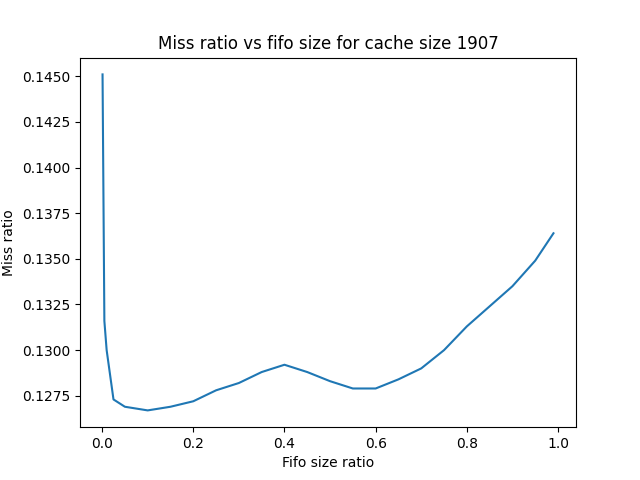 Miss ratio vs fifo size for cache size 1907
0.1450
0.1425
0.1400
0.1375
0.1350
0.1325
0.1300
0.1275
Miss ratio
0.0 0.2 0.4 0.6 0.8 1.0
Fifo size ratio